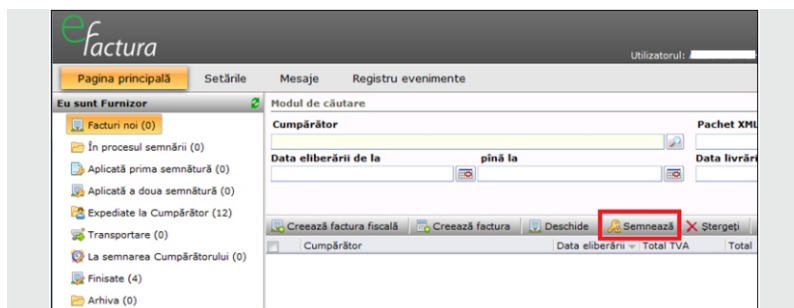 e
factura
Utilizatorul:
Pagina principală Setările Mesaje Registru evenimente
Eu sunt Furnizor
Modul de căutare
Facturi noi (0)
Cumpărător Pachet XML
În procesul semnării (0)
Data eliberării de la pînă la Data livrări
Aplicată prima semnătură (0)
Aplicată a doua semnătură (0)
Expediate la Cumpărător (12)
Creează factura fiscală Creează factura Deschide Semnează Ștergeți
Transportare (0)
Cumpărător Data eliberării Total TVA Total
La semnarea Cumpărătorului (0)
Finisate (4)
Arhiva (0)